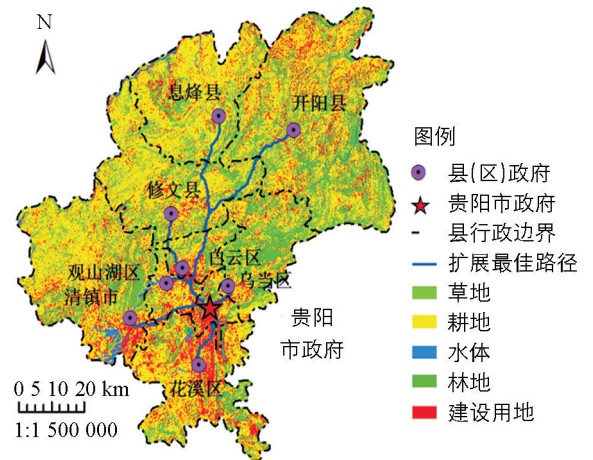 N
息烽县
开阳县
修文县
白云区
观山湖区
乌当区
清镇市
贵阳
市政府
花溪区
0 5 10 20 km
1:1 500 000
图例
县(区)政府
贵阳市政府
县行政边界
扩展最佳路径
草地
耕地
水体
林地
建设用地